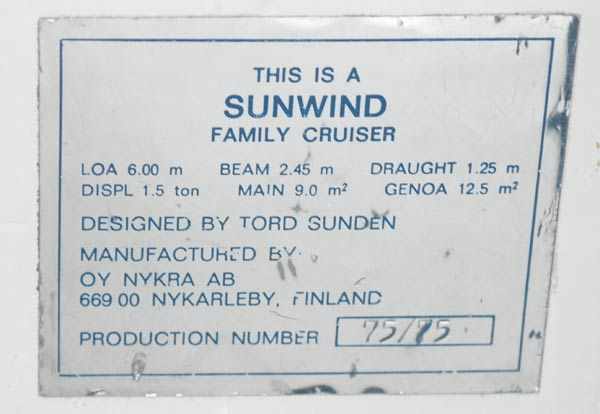 THIS IS A
SUNWIND
FAMILY CRUISER
LOA 6.00 m BEAM 2.45 m DRAUGHT 1.25 m
DISPL 1.5 ton MAIN 9.0 m² GENOA 12.5 m²
DESIGNED BY TORD SUNDEN
MANUFACTURED BY:
OY NYKRA AB
669 00 NYKARLEBY, FINLAND
PRODUCTION NUMBER 75/75